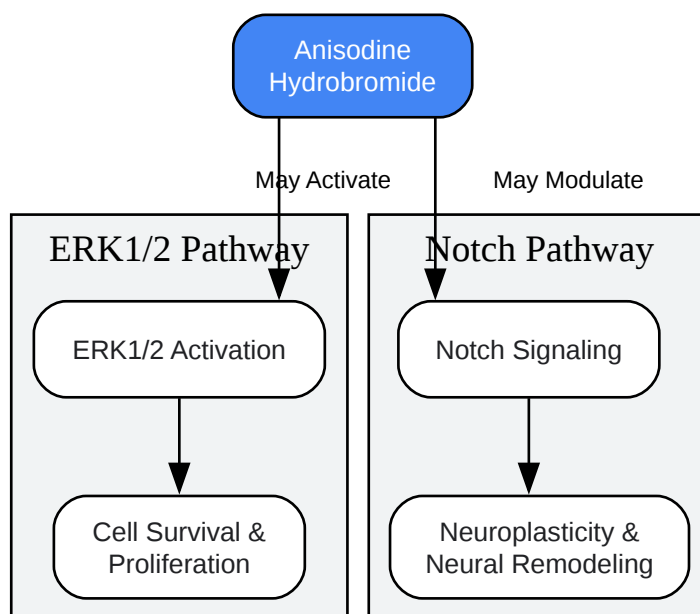 Anisodine
Hydrobromide
May Activate
May Modulate
ERK1/2 Pathway
Notch Pathway
ERK1/2 Activation
Notch Signaling
Cell Survival &
Proliferation
Neuroplasticity &
Neural Remodeling